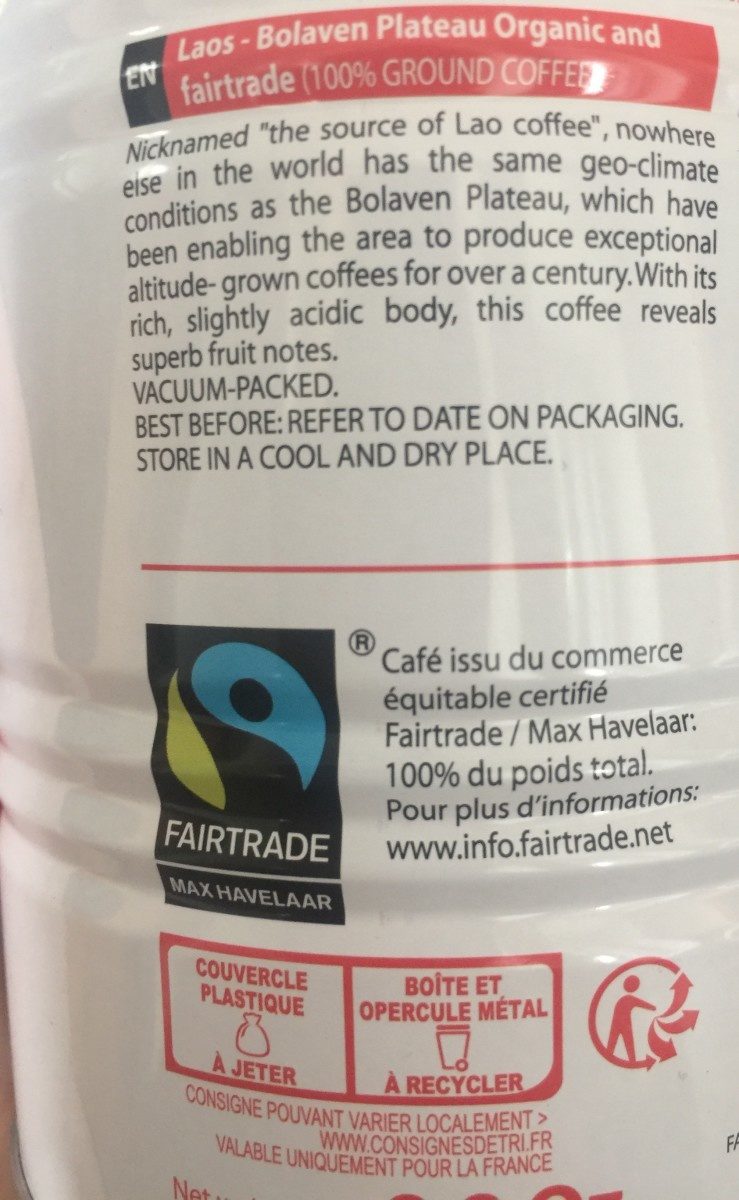 EN
Laos - Bolaven Plateau Organic and
fairtrade (100% GROUND COFFEE)
Nicknamed "the source of Lao coffee", nowhere
else in the world has the same geo-climate
conditions as the Bolaven Plateau, which have
been enabling the area to produce exceptional
altitude- grown coffees for over a century. With its
rich, slightly acidic body, this coffee reveals
superb fruit notes.
VACUUM-PACKED.
BEST BEFORE: REFER TO DATE ON PACKAGING.
STORE IN A COOL AND DRY PLACE.
®
FAIRTRADE
MAX HAVELAAR
Café issu du commerce
équitable certifié
Fairtrade / Max Havelaar:
100% du poids total.
Pour plus d'informations:
www.info.fairtrade.net
COUVERCLE
PLASTIQUE
À JETER
BOÎTE ET
OPERCULE MÉTAL
À RECYCLER
CONSIGNE POUVANT VARIER LOCALEMENT >
WWW.CONSIGNESDETRI.FR
VALABLE UNIQUEMENT POUR LA FRANCE
FA
Net